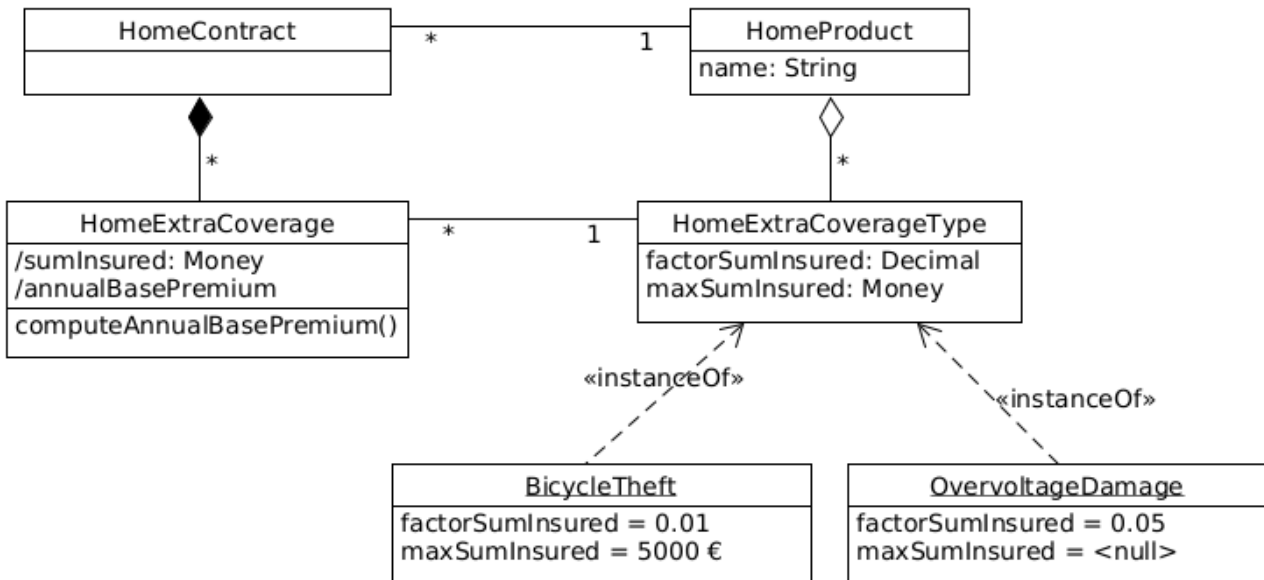 HomeContract
*
1
HomeProduct
name: String
*
*
HomeExtraCoverage
/sumInsured: Money
/annualBasePremium
computeAnnualBasePremium()
*
1
HomeExtraCoverageType
factorSumInsured: Decimal
maxSumInsured: Money
«instanceOf»
«instanceOf»
BicycleTheft
factorSumInsured = 0.01
maxSumInsured = 5000 €
OvervoltageDamage
factorSumInsured = 0.05
maxSumInsured = <null>